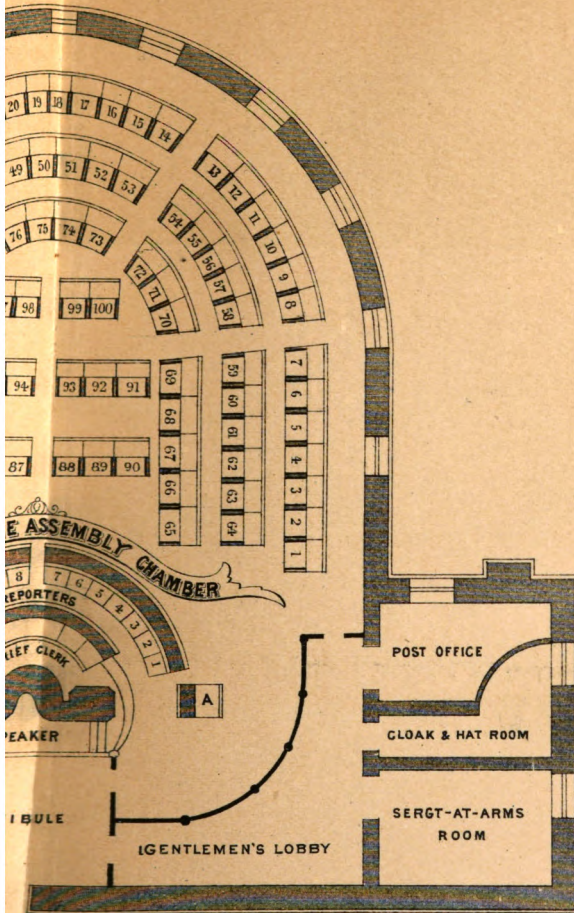 20 19 18 17 16 15 14
49 50 51 52 53
76 75 74 73
13 12 11 10 9 8
54 55 56 57 58
72 71 70
98 99 100
94 93 92 91
87 88 89 90
69 68 67 66 65
59 60 61 62 63 64
7 6 5 4 3 2 1
E ASSEMBLY CHAMBER
8 7 6 5 4 3 2 1
REPORTERS
IEF CLERK
PEAKER
A
IBULE
GENTLEMEN'S LOBBY
POST OFFICE
CLOAK & HAT ROOM
SERGT-AT-ARMS
ROOM